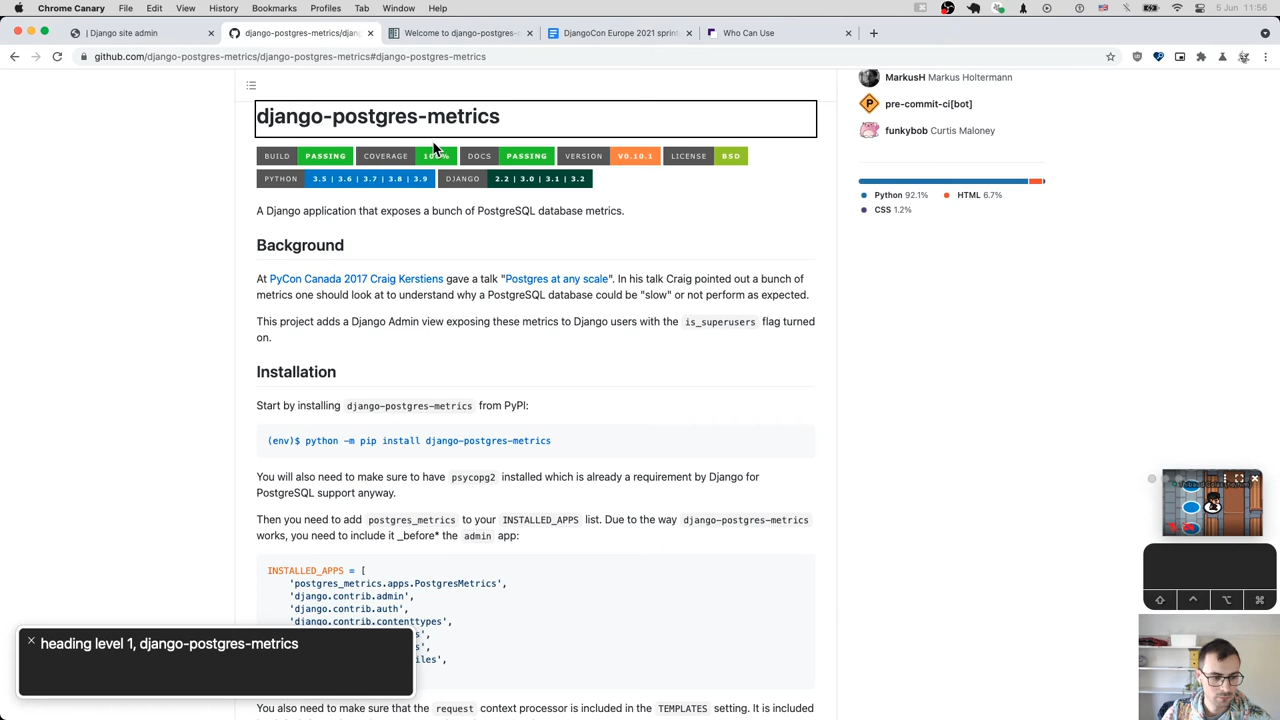 Chrome Canary File Edit View History Bookmarks Profiles Tab Window Help
5 Jun 11:56
| Django site admin
django-postgres-metrics/djang
Welcome to django-postgres-
DjangoCon Europe 2021 sprint
Who Can Use
github.com/django-postgres-metrics/django-postgres-metrics#django-postgres-metrics
django-postgres-metrics
BUILD PASSING COVERAGE DOCS PASSING VERSION V0.10.1 LICENSE BSD
PYTHON 3.5 | 3.6 | 3.7 | 3.8 | 3.9 DJANGO 2.2 | 3.0 | 3.1 | 3.2
A Django application that exposes a bunch of PostgreSQL database metrics.
Background
At PyCon Canada 2017 Craig Kerstiens gave a talk "Postgres at any scale". In his talk Craig pointed out a bunch of
metrics one should look at to understand why a PostgreSQL database could be "slow" or not perform as expected.
This project adds a Django Admin view exposing these metrics to Django users with the is_superusers flag turned
on.
Installation
Start by installing django-postgres-metrics from PyPI:
(env)$ python -m pip install django-postgres-metrics
You will also need to make sure to have psycopg2 installed which is already a requirement by Django for
PostgreSQL support anyway.
Then you need to add postgres_metrics to your INSTALLED_APPS list. Due to the way django-postgres-metrics
works, you need to include it _before* the admin app:
INSTALLED_APPS = [
'postgres_metrics.apps.PostgresMetrics',
'django.contrib.admin',
'django.contrib.auth',
'django.contrib.contenttypes',
s',
s',
iles',
You also need to make sure that the request context processor is included in the TEMPLATES setting. It is included
MarkusH Markus Holtermann
pre-commit-ci[bot]
funkybob Curtis Maloney
Python 92.1% HTML 6.7%
CSS 1.2%
heading level 1, django-postgres-metrics